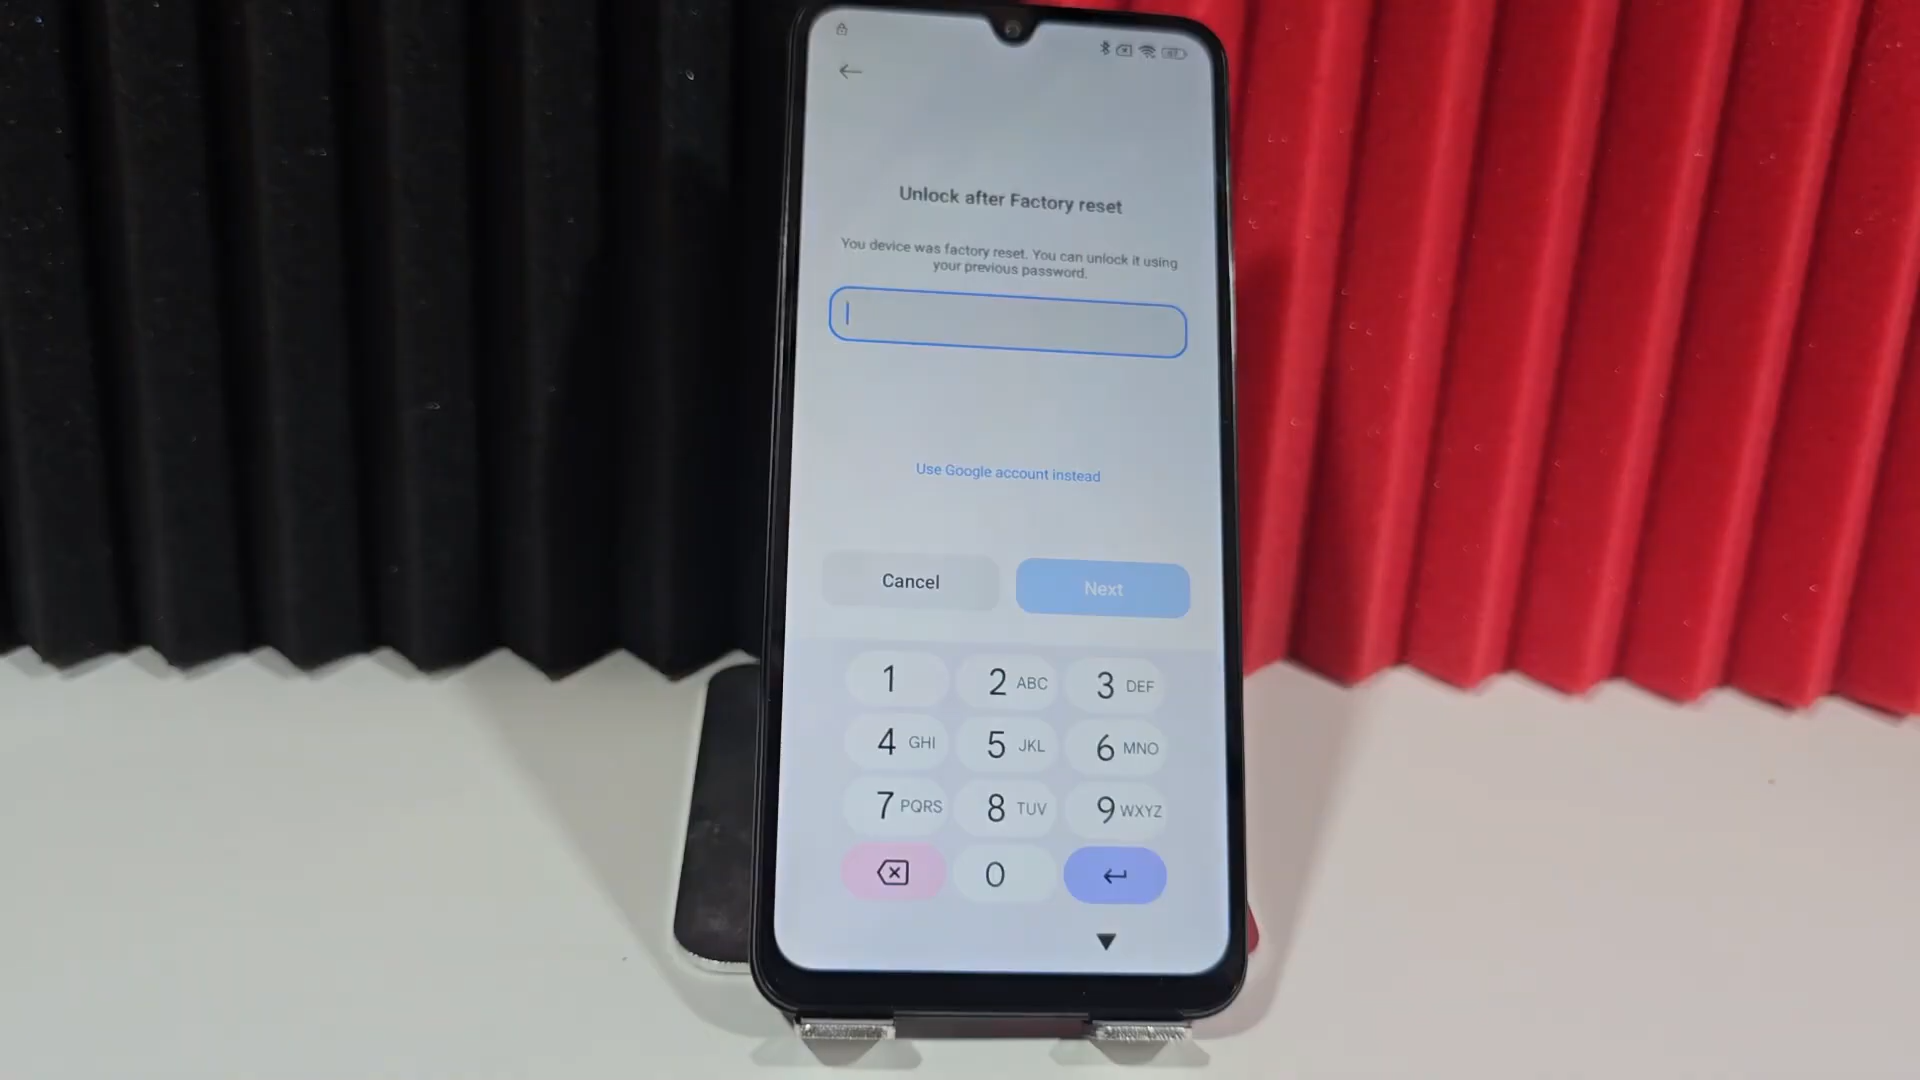 Unlock after Factory reset
You device was factory reset. You can unlock it using
your previous password.
Use Google account instead
Cancel
Next
1
2 ABC
3 DEF
4 GHI
5 JKL
6 MNO
7 PQRS
8 TUV
9 WXYZ
0